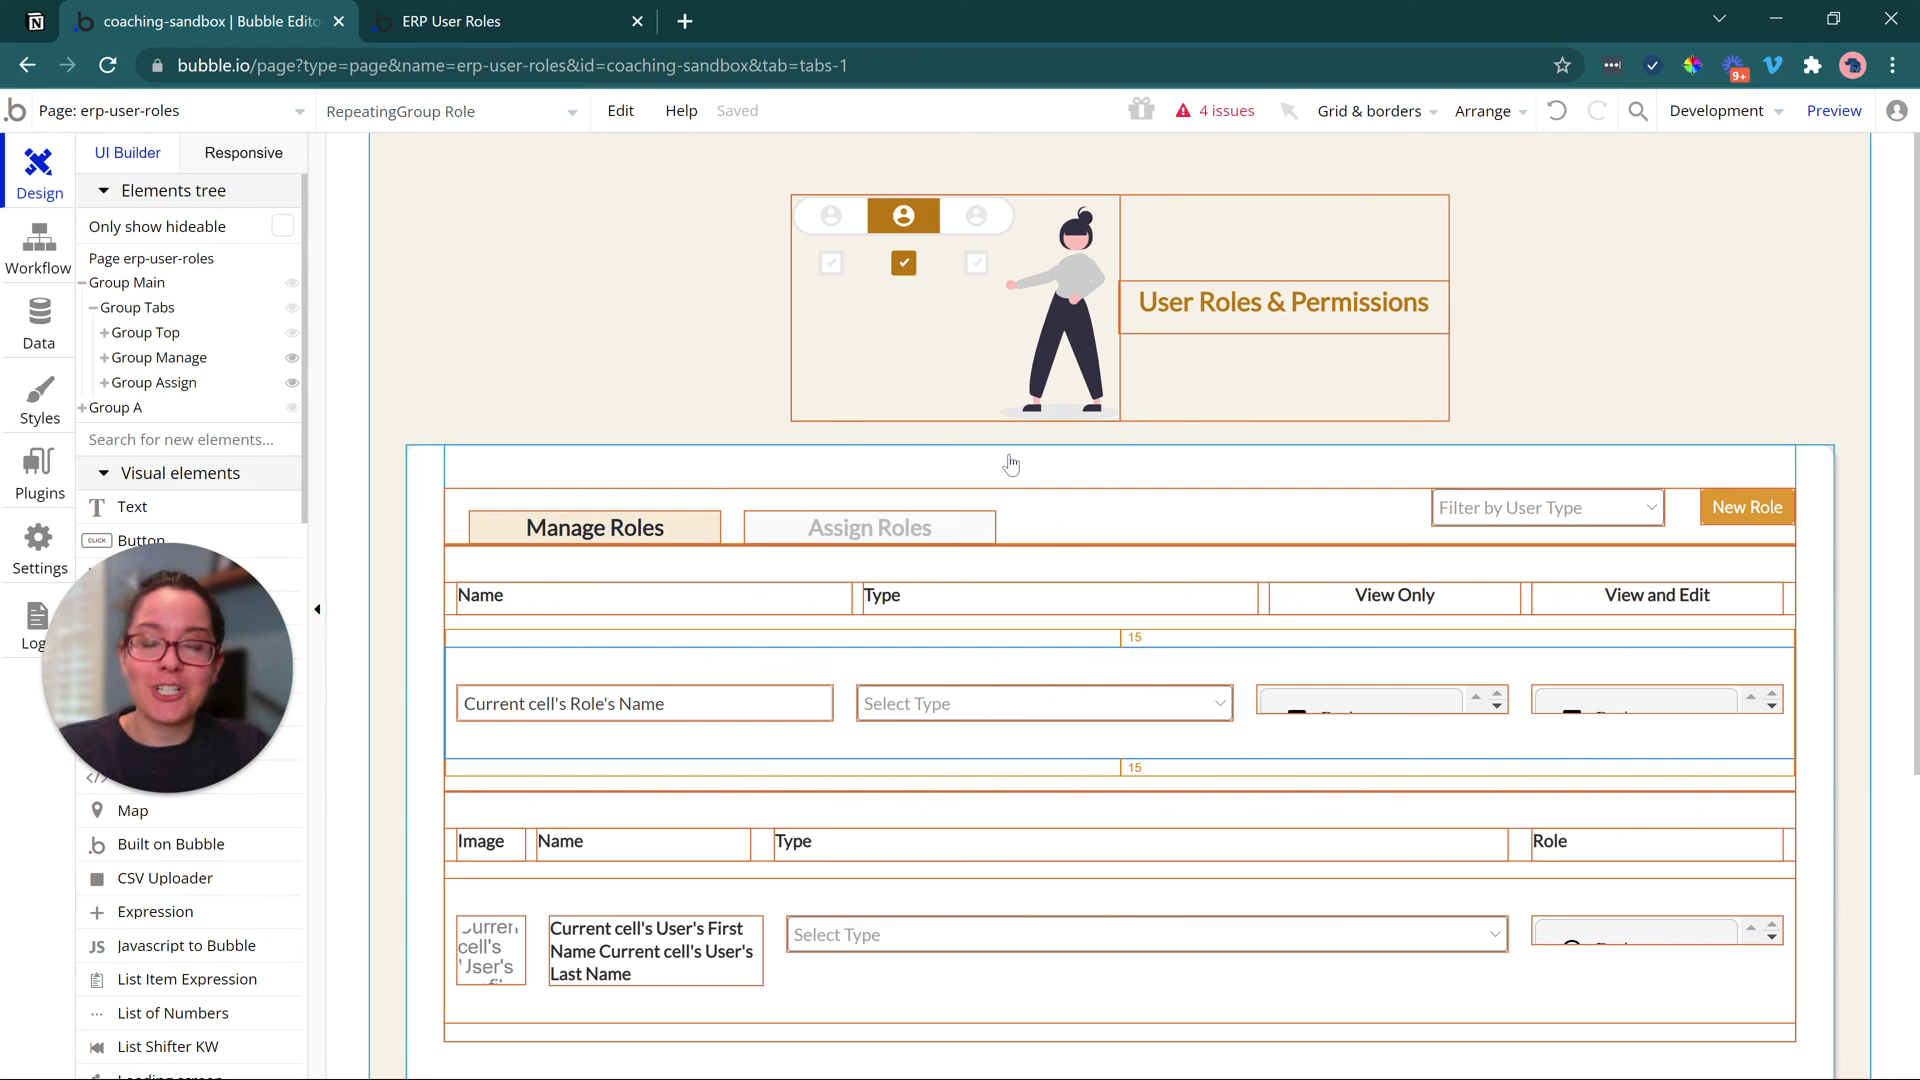 coaching-sandbox | Bubble Edito
ERP User Roles
bubble.io/page?type=page&name=erp-user-roles&id=coaching-sandbox&tab=tabs-1
9+
Page: erp-user-roles
RepeatingGroup Role
Edit
Help
Saved
4 issues
Grid & borders
Arrange
Development
Preview
Design
Workflow
Data
Styles
Plugins
Settings
Log
UI Builder
Responsive
Elements tree
Only show hideable
Page erp-user-roles
Group Main
Group Tabs
Group Top
Group Manage
Group Assign
Group A
Search for new elements...
Visual elements
Text
CLICK
Button
Map
Built on Bubble
CSV Uploader
Expression
JS
Javascript to Bubble
List Item Expression
List of Numbers
List Shifter KW
User Roles & Permissions
Manage Roles
Assign Roles
Filter by User Type
New Role
Name
Type
View Only
View and Edit
15
Current cell's Role's Name
Select Type
15
Image
Name
Type
Role
cell's
Current cell's User's First
Name Current cell's User's
Last Name
Select Type